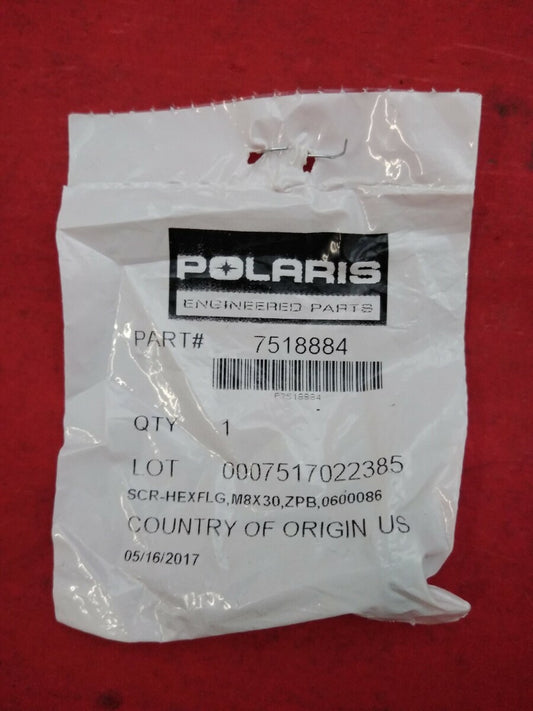 POLARIS
ENGINEERED PARTS
PART# 7518884
P7518884
QTY 1
LOT 0007517022385
SCR-HEXFLG,M8X30,ZPB,0600086
COUNTRY OF ORIGIN US
05/16/2017